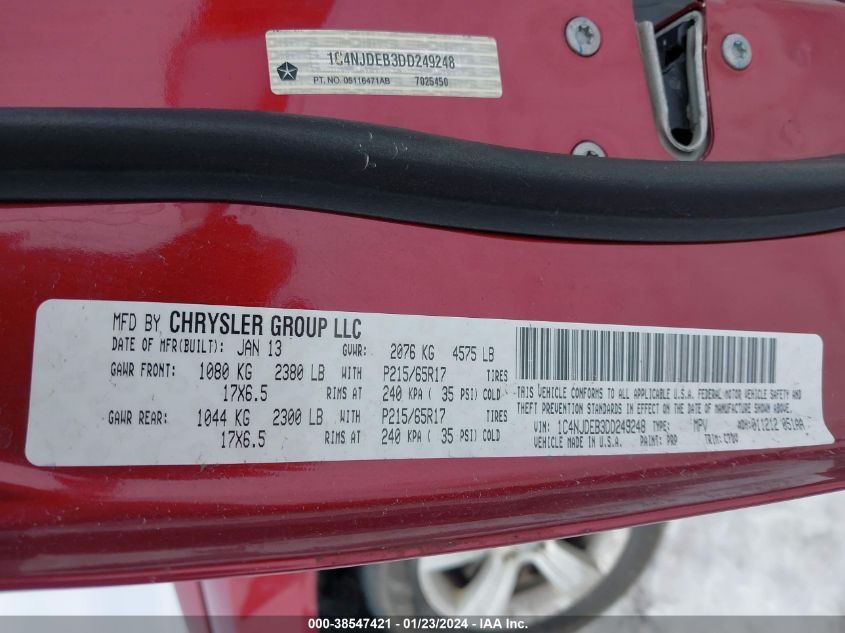 1C4NJDEB3DD249248
PT. NO. 05116471AB 7025450
MFD BY CHRYSLER GROUP LLC
DATE OF MFR(BUILT): JAN 13 GVWR: 2076 KG 4575 LB
GAWR FRONT: 1080 KG 2380 LB WITH P215/65R17 TIRES
17X6.5 RIMS AT 240 KPA ( 35 PSI) COLD
GAWR REAR: 1044 KG 2300 LB WITH P215/65R17 TIRES
17X6.5 RIMS AT 240 KPA ( 35 PSI) COLD
THIS VEHICLE CONFORMS TO ALL APPLICABLE U.S.A. FEDERAL MOTOR VEHICLE SAFETY AND
THEFT PREVENTION STANDARDS IN EFFECT ON THE DATE OF MANUFACTURE SHOWN ABOVE.
VIN: 1C4NJDEB3DD249248 TYPE: MPV MDH:011212 051AA
VEHICLE MADE IN U.S.A. PAINT: PRP TRIM:
000-38547421 - 01/23/2024 - IAA Inc.